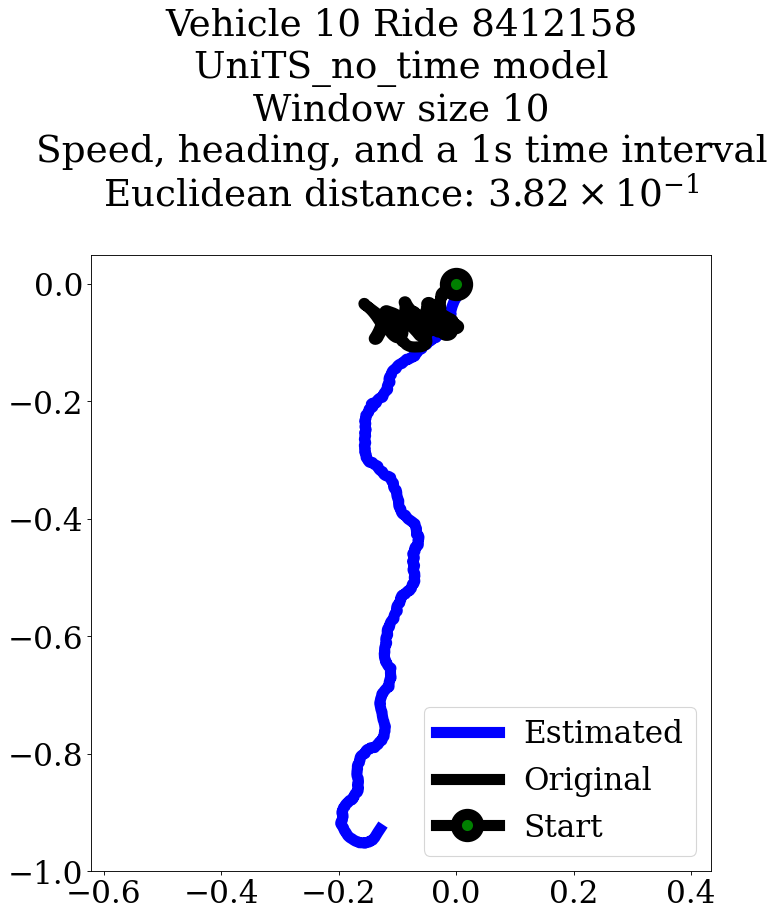 Vehicle 10 Ride 8412158
UniTS_no_time model
Window size 10
Speed, heading, and a 1s time interval
Euclidean distance: 3.82 × 10⁻¹
0.0
−0.2
−0.4
−0.6
−0.8
−1.0
Estimated
Original
Start
−0.6 −0.4 −0.2 0.0 0.2 0.4